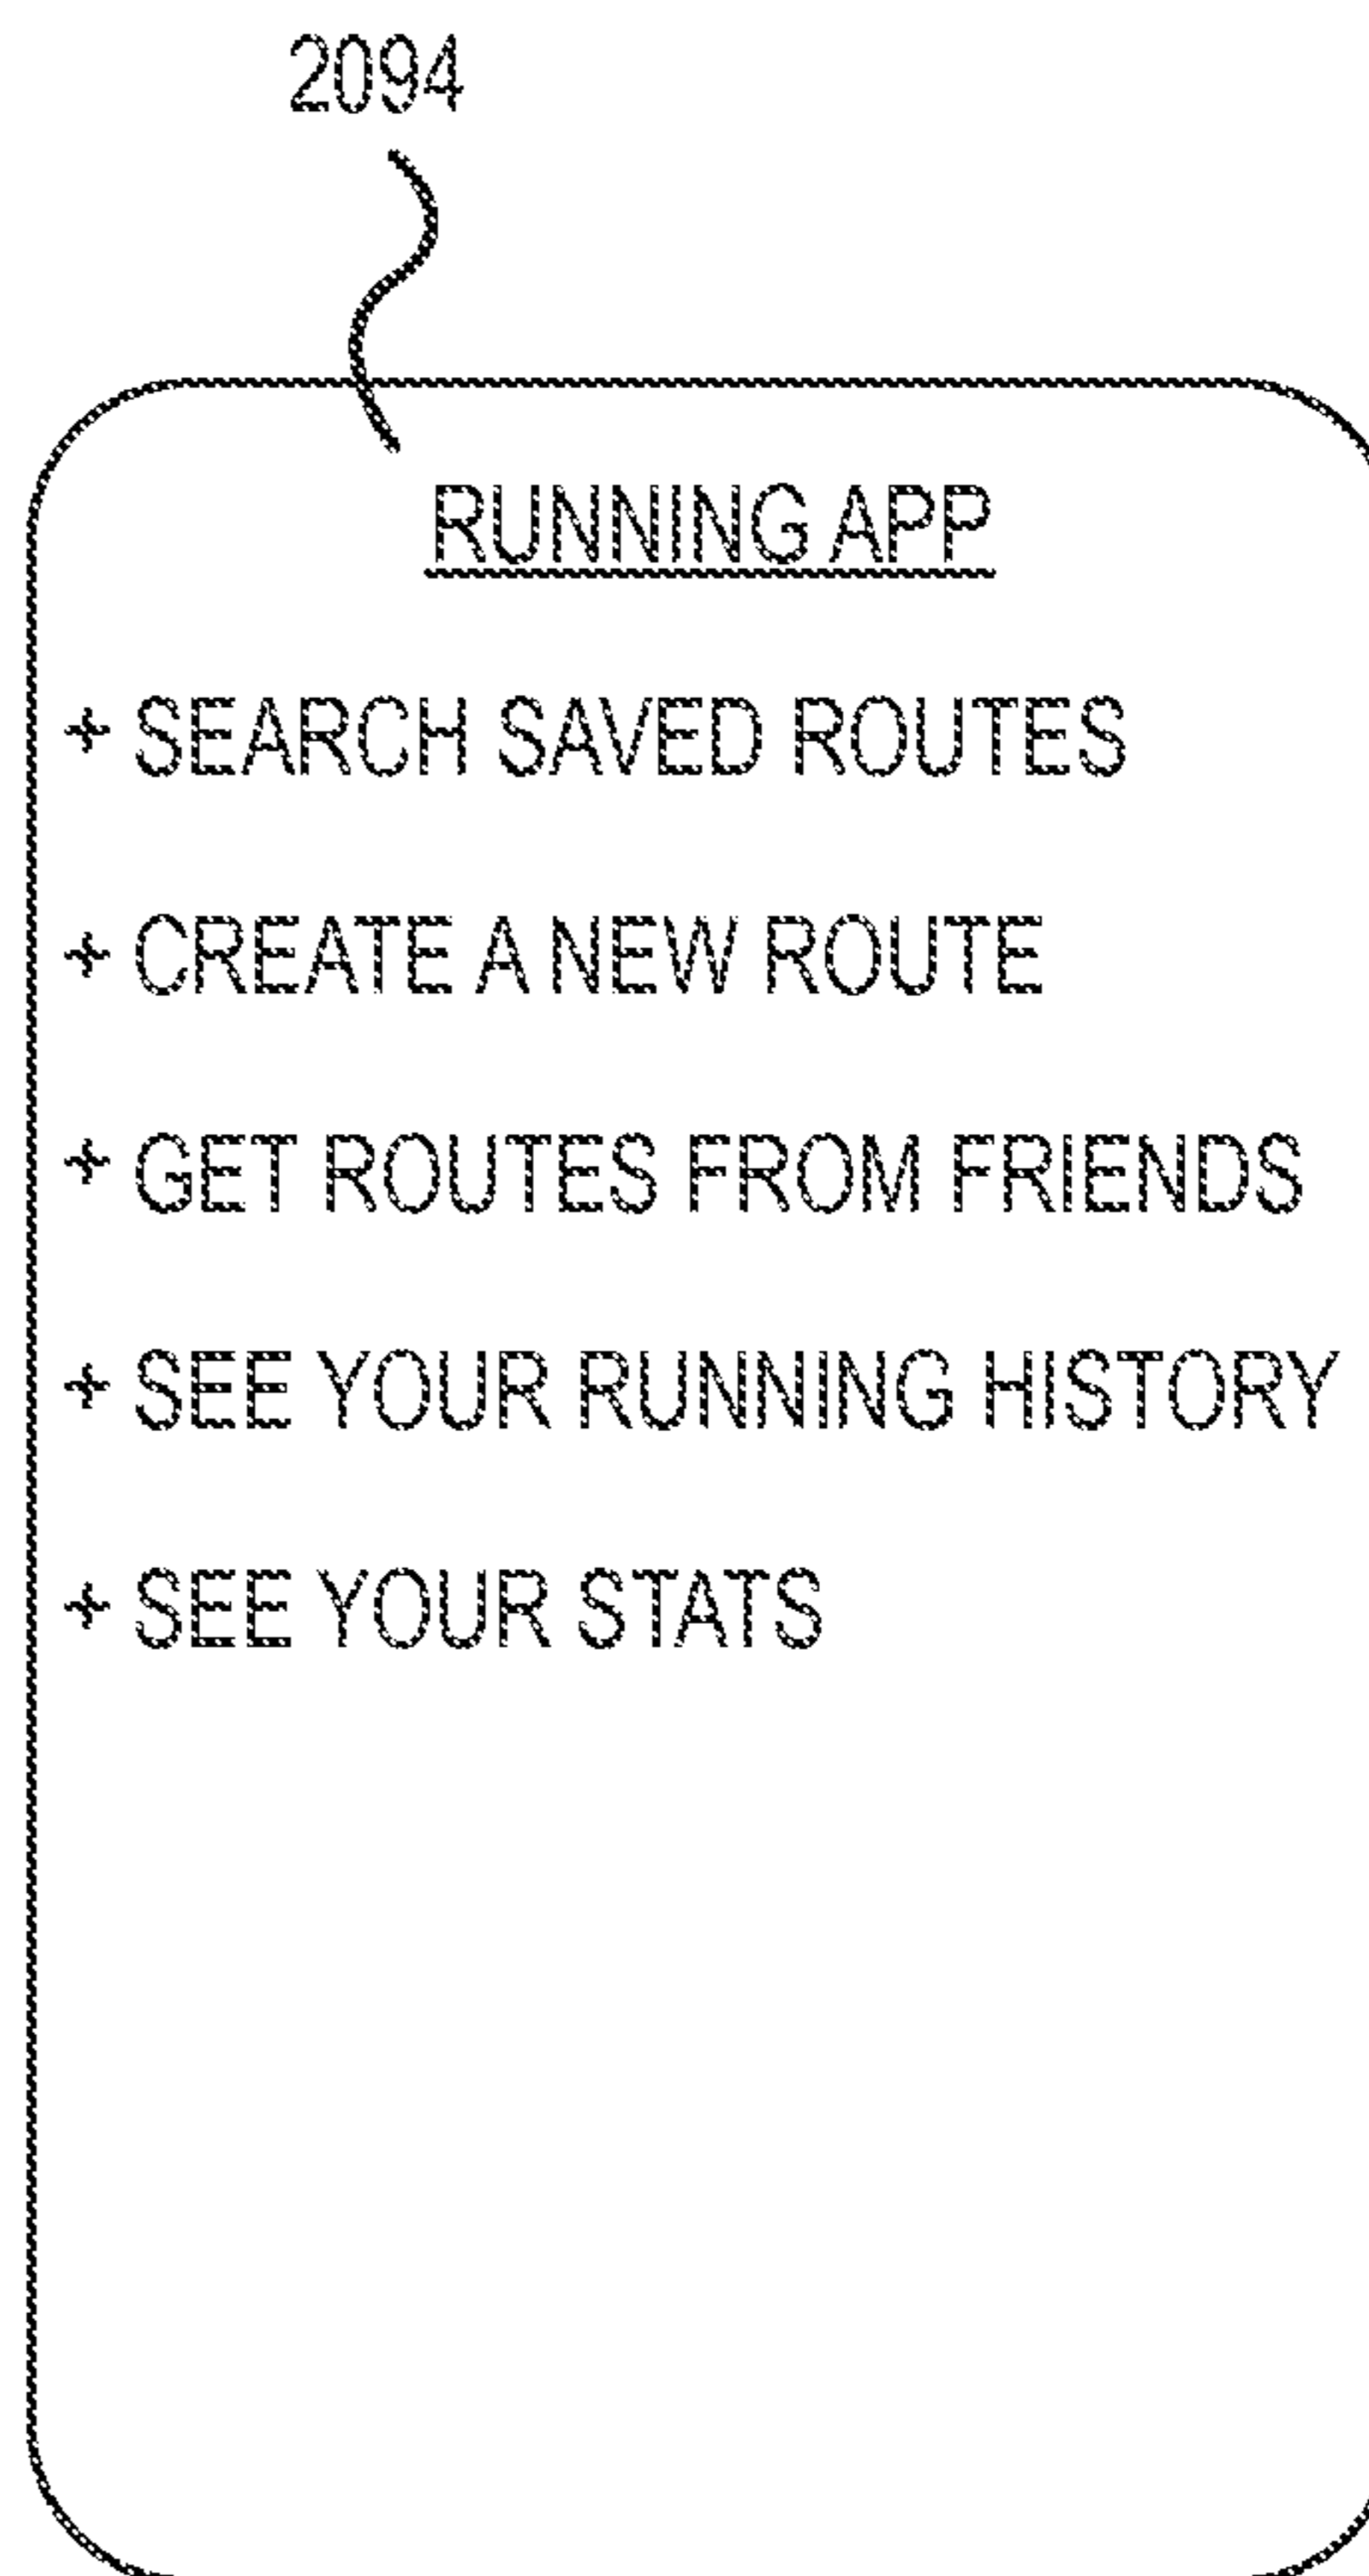 2094
RUNNING APP
+ SEARCH SAVED ROUTES
+ CREATE A NEW ROUTE
+ GET ROUTES FROM FRIENDS
+ SEE YOUR RUNNING HISTORY
+ SEE YOUR STATS